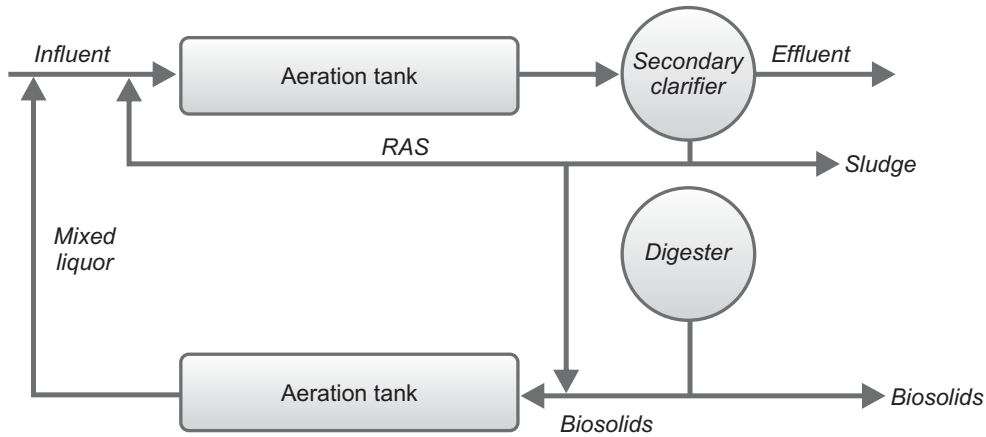 Influent
Aeration tank
Secondary
clarifier
Effluent
RAS
Sludge
Mixed
liquor
Digester
Aeration tank
Biosolids
Biosolids